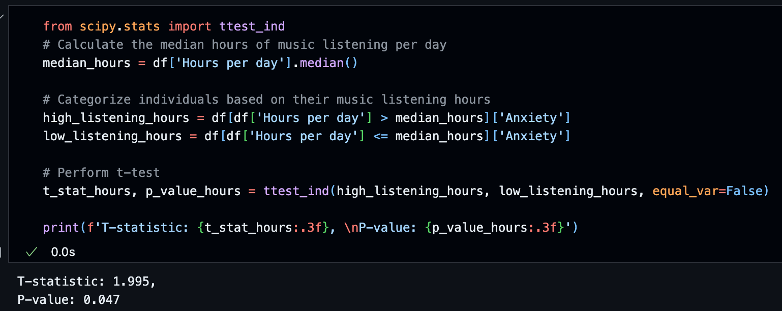 from scipy.stats import ttest_ind
# Calculate the median hours of music listening per day
median_hours = df['Hours per day'].median()
# Categorize individuals based on their music listening hours
high_listening_hours = df[df['Hours per day'] > median_hours]['Anxiety']
low_listening_hours = df[df['Hours per day'] <= median_hours]['Anxiety']
# Perform t-test
t_stat_hours, p_value_hours = ttest_ind(high_listening_hours, low_listening_hours, equal_var=False)
print(f'T-statistic: {t_stat_hours:.3f}, \nP-value: {p_value_hours:.3f}')
0.0s
T-statistic: 1.995,
P-value: 0.047